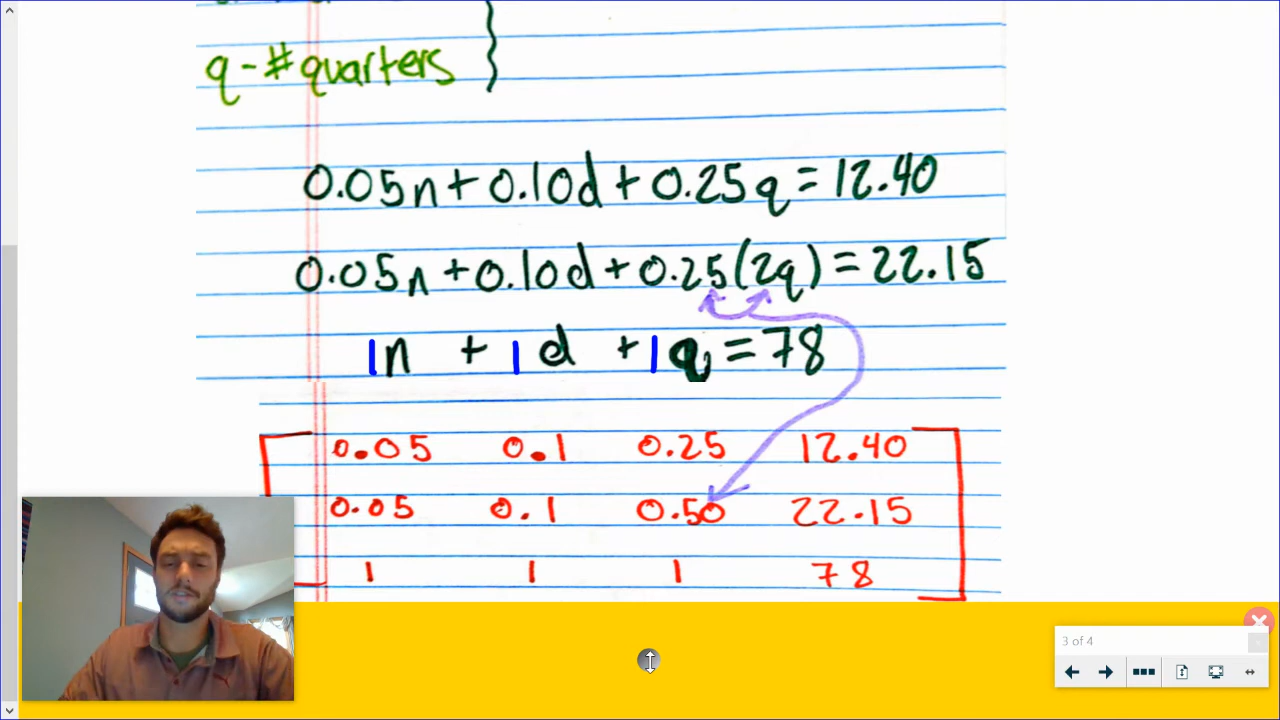 q - # quarters
0.05n + 0.10d + 0.25q = 12.40
0.05n + 0.10d + 0.25(2q) = 22.15
1n + 1d + 1q = 78
0.05 0.1 0.25 12.40
0.05 0.1 0.50 22.15
1 1 1 78
3 of 4